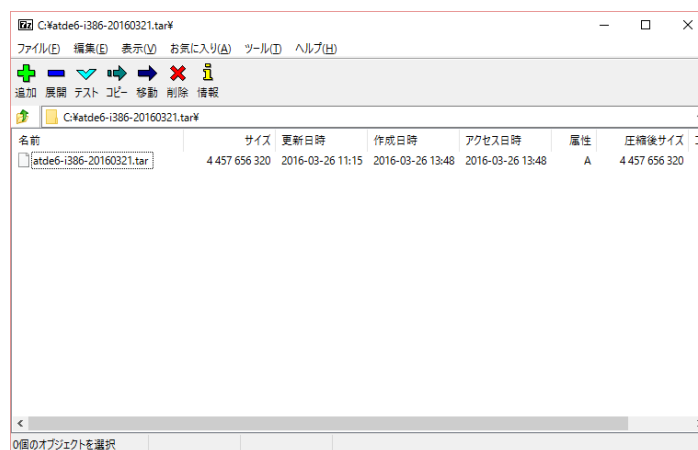 7z C:¥atde6-i386-20160321.tar¥
ファイル(F) 編集(E) 表示(V) お気に入り(A) ツール(T) ヘルプ(H)
追加 展開 テスト コピー 移動 削除 情報
C:¥atde6-i386-20160321.tar¥
名前 サイズ 更新日時 作成日時 アクセス日時 属性 圧縮後サイズ
atde6-i386-20160321.tar 4 457 656 320 2016-03-26 11:15 2016-03-26 13:48 2016-03-26 13:48 A 4 457 656 320
0個のオブジェクトを選択